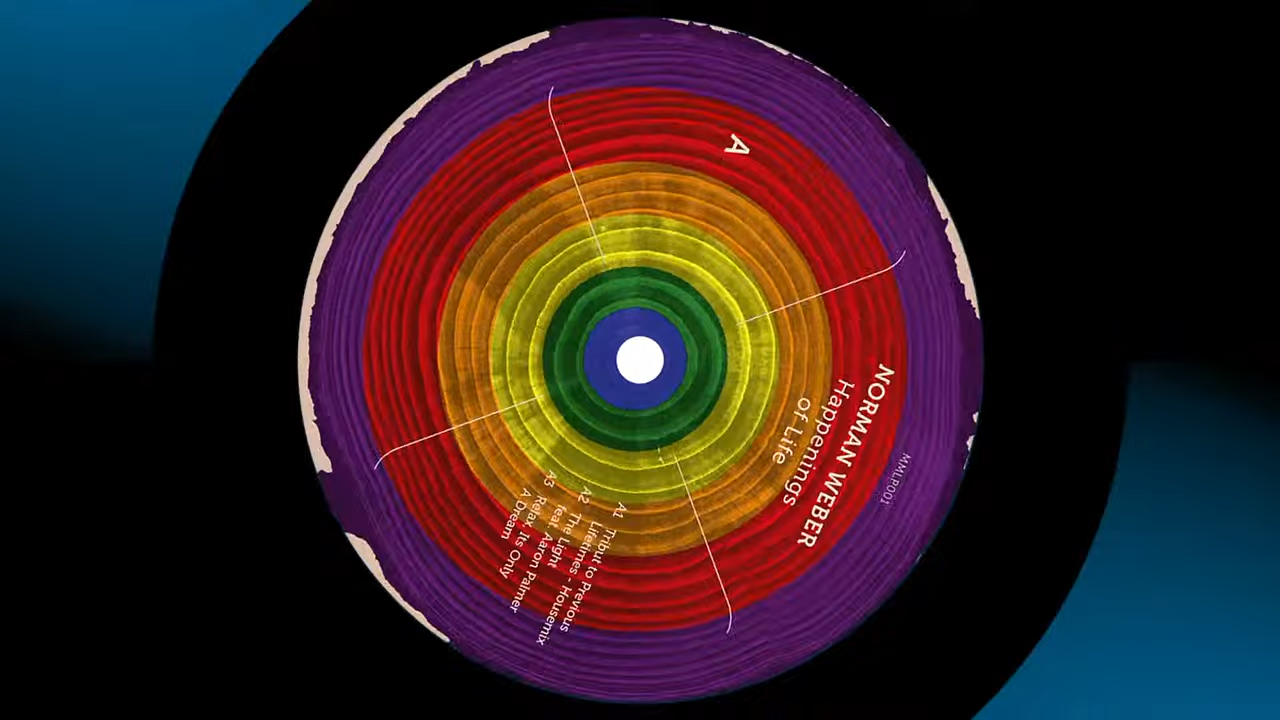 A
NORMAN WEBER
Happenings
of Life
MMLP001
A1 Tribut to Previous
Lifetimes - Housemix
A2 The Light
feat. Aaron Palmer
A3 Relax, Its Only
A Dream